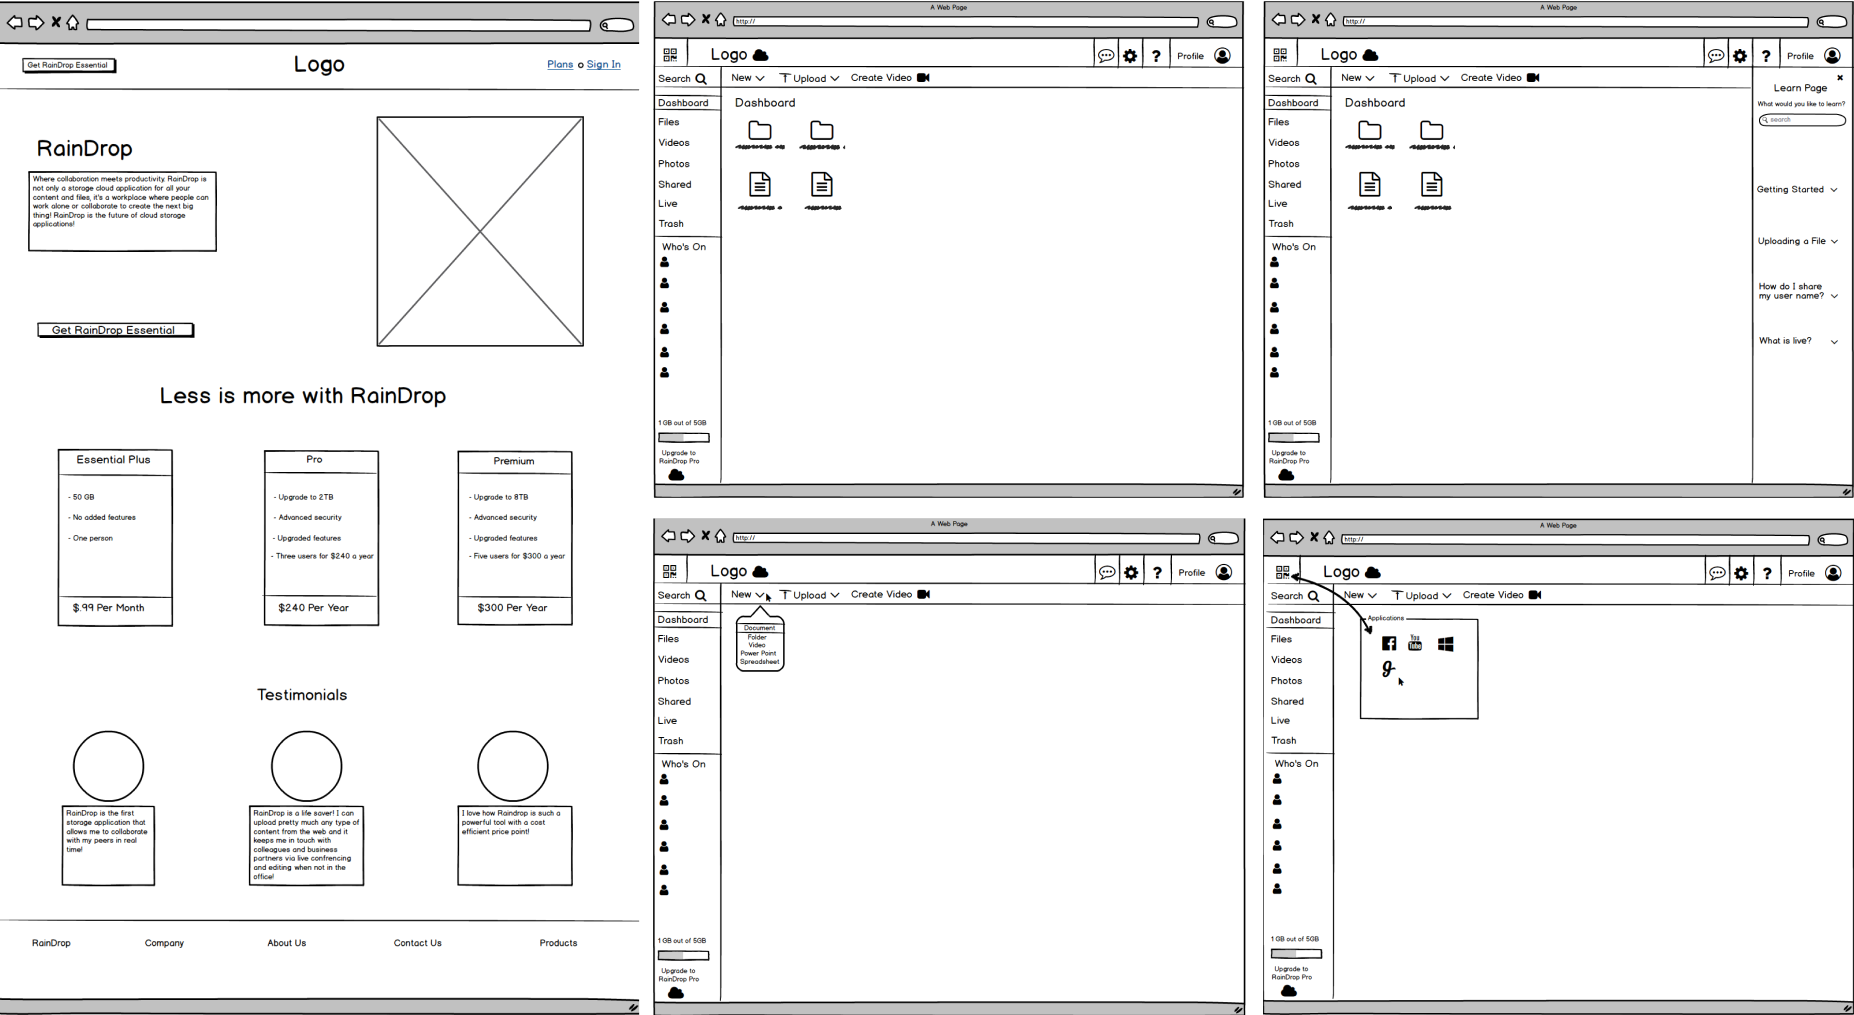 Get RainDrop Essential
Logo
Plans o Sign In
RainDrop
Where collaboration meets productivity. RainDrop is
not only a storage cloud application for all your
content and files, it's a workplace where people can
work alone or collaborate to create the next big
thing! RainDrop is the future of cloud storage
applications!
Get RainDrop Essential
Less is more with RainDrop
Essential Plus
- 50 GB
- No added features
- One person
$.99 Per Month
Pro
- Upgrade to 2TB
- Advanced security
- Upgraded features
- Three users for $240 a year
$240 Per Year
Premium
- Upgrade to 8TB
- Advanced security
- Upgraded features
- Five users for $300 a year
$300 Per Year
Testimonials
RainDrop is the first
storage application that
allows me to collaborate
with my peers in real
time!
RainDrop is a life saver! I can
upload pretty much any type of
content from the web and it
keeps me in touch with
colleagues and business
partners via live confrencing
and editing when not in the
office!
I love how Raindrop is such a
powerful tool with a cost
efficient price point!
RainDrop
Company
About Us
Contact Us
Products
A Web Page
http://
Logo
?
Profile
Search
New
Upload
Create Video
Dashboard
Files
Videos
Photos
Shared
Live
Trash
Who's On
1 GB out of 5GB
Upgrade to
RainDrop Pro
Dashboard
A Web Page
http://
Logo
?
Profile
Search
New
Upload
Create Video
Dashboard
Files
Videos
Photos
Shared
Live
Trash
Who's On
1 GB out of 5GB
Upgrade to
RainDrop Pro
Dashboard
Learn Page
What would you like to learn?
search
Getting Started
Uploading a File
How do I share
my user name?
What is live?
A Web Page
http://
Logo
?
Profile
Search
New
Upload
Create Video
Dashboard
Files
Videos
Photos
Shared
Live
Trash
Who's On
1 GB out of 5GB
Upgrade to
RainDrop Pro
Document
Folder
Video
Power Point
Spreadsheet
A Web Page
http://
Logo
?
Profile
Search
New
Upload
Create Video
Dashboard
Files
Videos
Photos
Shared
Live
Trash
Who's On
1 GB out of 5GB
Upgrade to
RainDrop Pro
Applications
You
Tube